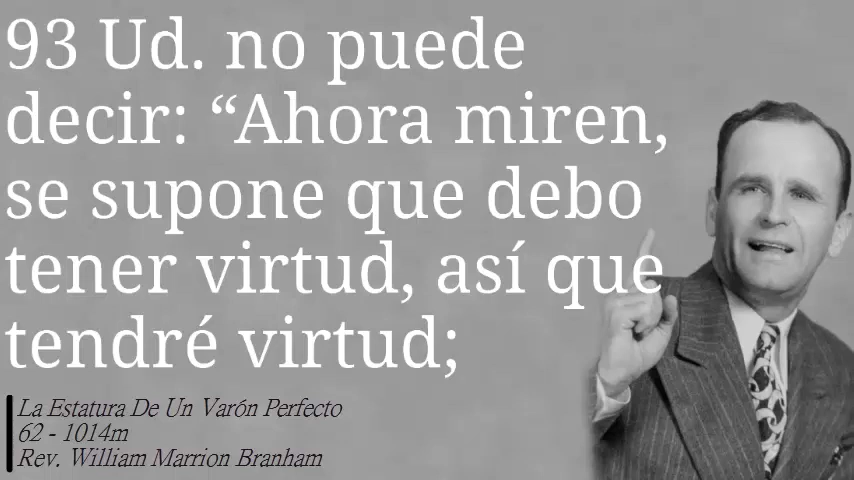 93 Ud. no puede
decir: “Ahora miren,
se supone que debo
tener virtud, así que
tendré virtud;
La Estatura De Un Varón Perfecto
62 - 1014m
Rev. William Marrion Branham